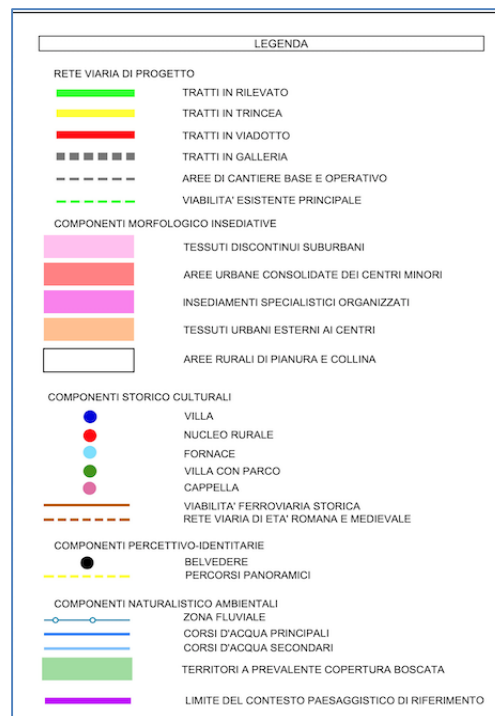 LEGENDA
RETE VIARIA DI PROGETTO
TRATTI IN RILEVATO
TRATTI IN TRINCEA
TRATTI IN VIADOTTO
TRATTI IN GALLERIA
AREE DI CANTIERE BASE E OPERATIVO
VIABILITA' ESISTENTE PRINCIPALE
COMPONENTI MORFOLOGICO INSEDIATIVE
TESSUTI DISCONTINUI SUBURBANI
AREE URBANE CONSOLIDATE DEI CENTRI MINORI
INSEDIAMENTI SPECIALISTICI ORGANIZZATI
TESSUTI URBANI ESTERNI AI CENTRI
AREE RURALI DI PIANURA E COLLINA
COMPONENTI STORICO CULTURALI
VILLA
NUCLEO RURALE
FORNACE
VILLA CON PARCO
CAPPELLA
VIABILITA' FERROVIARIA STORICA
RETE VIARIA DI ETA' ROMANA E MEDIEVALE
COMPONENTI PERCETTIVO-IDENTITARIE
BELVEDERE
PERCORSI PANORAMICI
COMPONENTI NATURALISTICO AMBIENTALI
ZONA FLUVIALE
CORSI D'ACQUA PRINCIPALI
CORSI D'ACQUA SECONDARI
TERRITORI A PREVALENTE COPERTURA BOSCATA
LIMITE DEL CONTESTO PAESAGGISTICO DI RIFERIMENTO